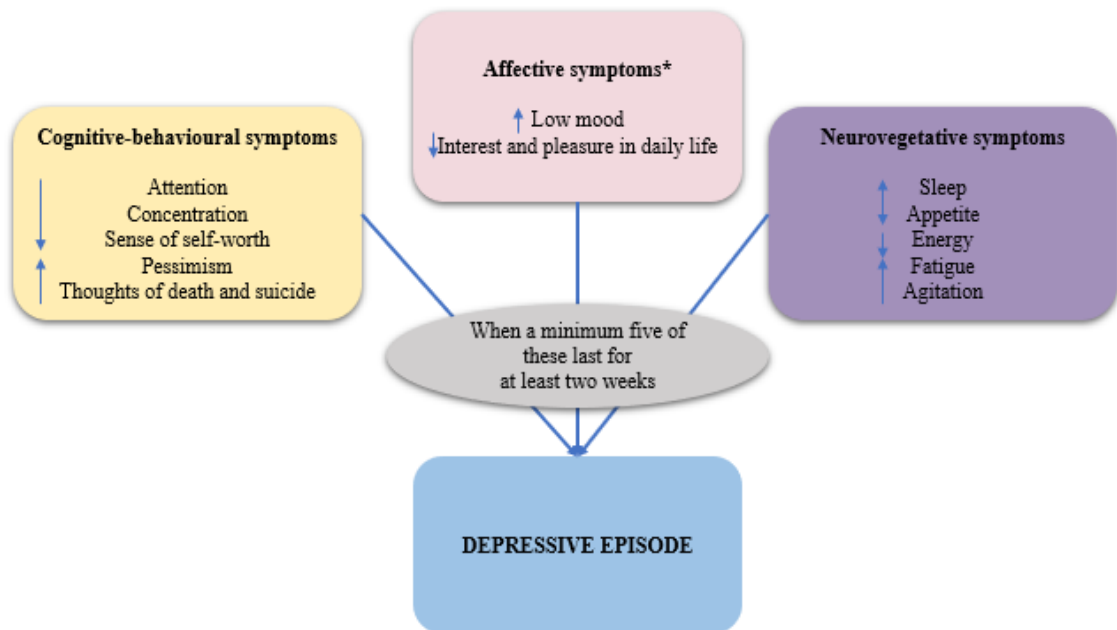 Affective symptoms*
Low mood
Interest and pleasure in daily life
Cognitive-behavioural symptoms
Attention
Concentration
Sense of self-worth
Pessimism
Thoughts of death and suicide
Neurovegetative symptoms
Sleep
Appetite
Energy
Fatigue
Agitation
When a minimum five of
these last for
at least two weeks
DEPRESSIVE EPISODE